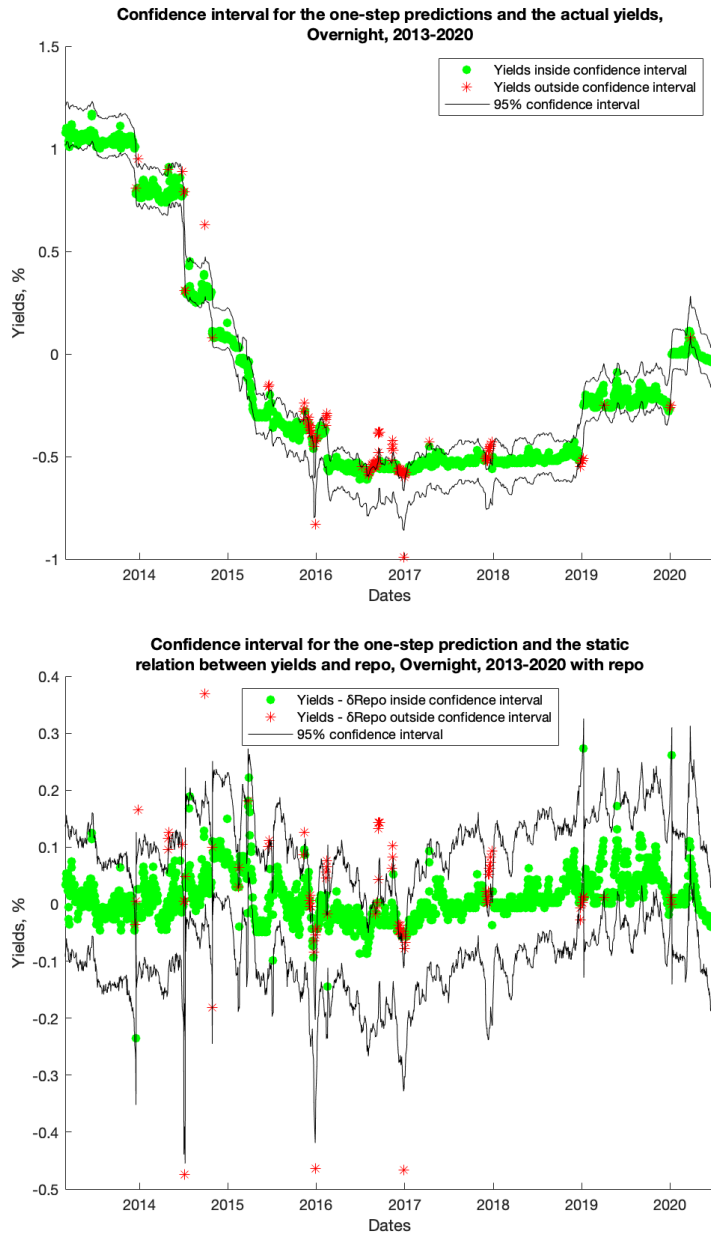 Confidence interval for the one-step predictions and the actual yields,
Overnight, 2013-2020
1.5
1
0.5
0
-0.5
-1
Yields, %
Yields inside confidence interval
Yields outside confidence interval
95% confidence interval
2014 2015 2016 2017 2018 2019 2020
Dates
Confidence interval for the one-step prediction and the static
relation between yields and repo, Overnight, 2013-2020 with repo
0.4
0.3
0.2
0.1
0
-0.1
-0.2
-0.3
-0.4
-0.5
Yields, %
Yields - δRepo inside confidence interval
Yields - δRepo outside confidence interval
95% confidence interval
2014 2015 2016 2017 2018 2019 2020
Dates